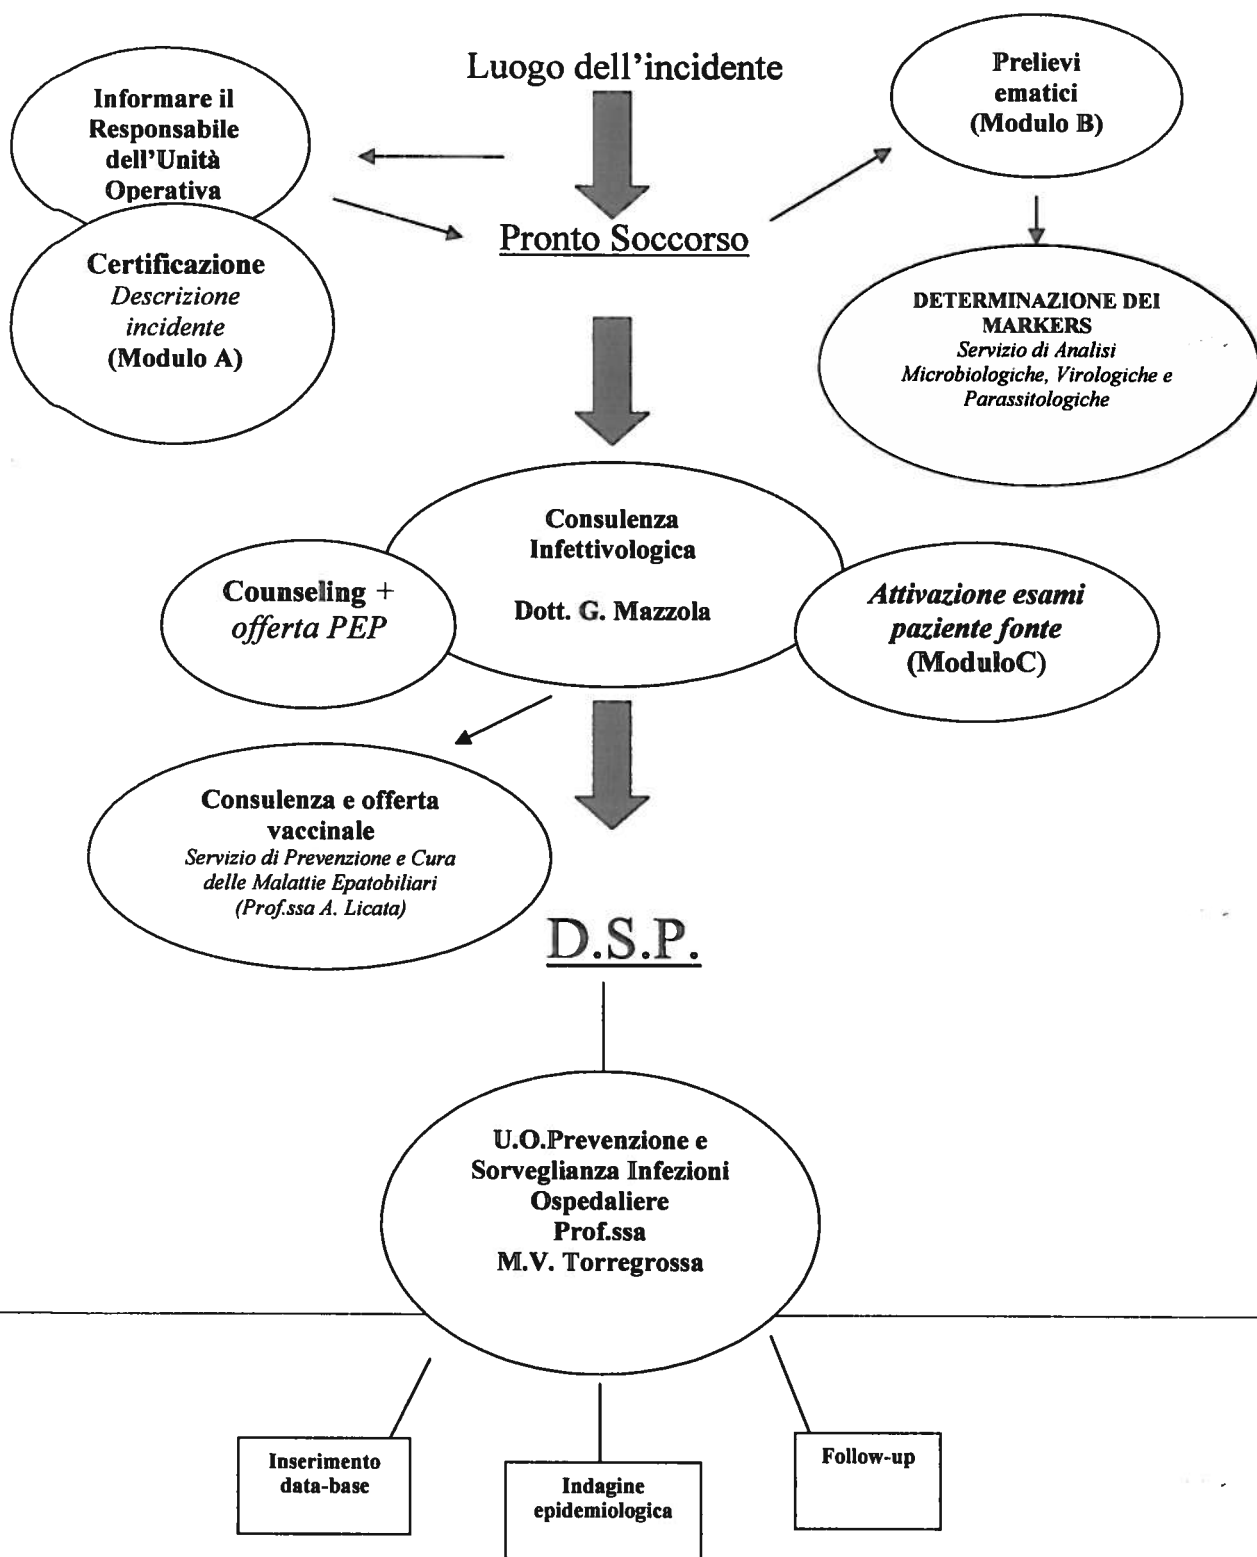 Luogo dell'incidente
Informare il
Responsabile
dell'Unità
Operativa
Certificazione
Descrizione
incidente
(Modulo A)
Pronto Soccorso
Prelievi
ematici
(Modulo B)
DETERMINAZIONE DEI
MARKERS
Servizio di Analisi
Microbiologiche, Virologiche e
Parassitologiche
Consulenza
Infettivologica
Dott. G. Mazzola
Counseling +
offerta PEP
Attivazione esami
paziente fonte
(ModuloC)
Consulenza e offerta
vaccinale
Servizio di Prevenzione e Cura
delle Malattie Epatobiliari
(Prof.ssa A. Licata)
D.S.P.
U.O.Prevenzione e
Sorveglianza Infezioni
Ospedaliere
Prof.ssa
M.V. Torregrossa
Inserimento
data-base
Indagine
epidemiologica
Follow-up